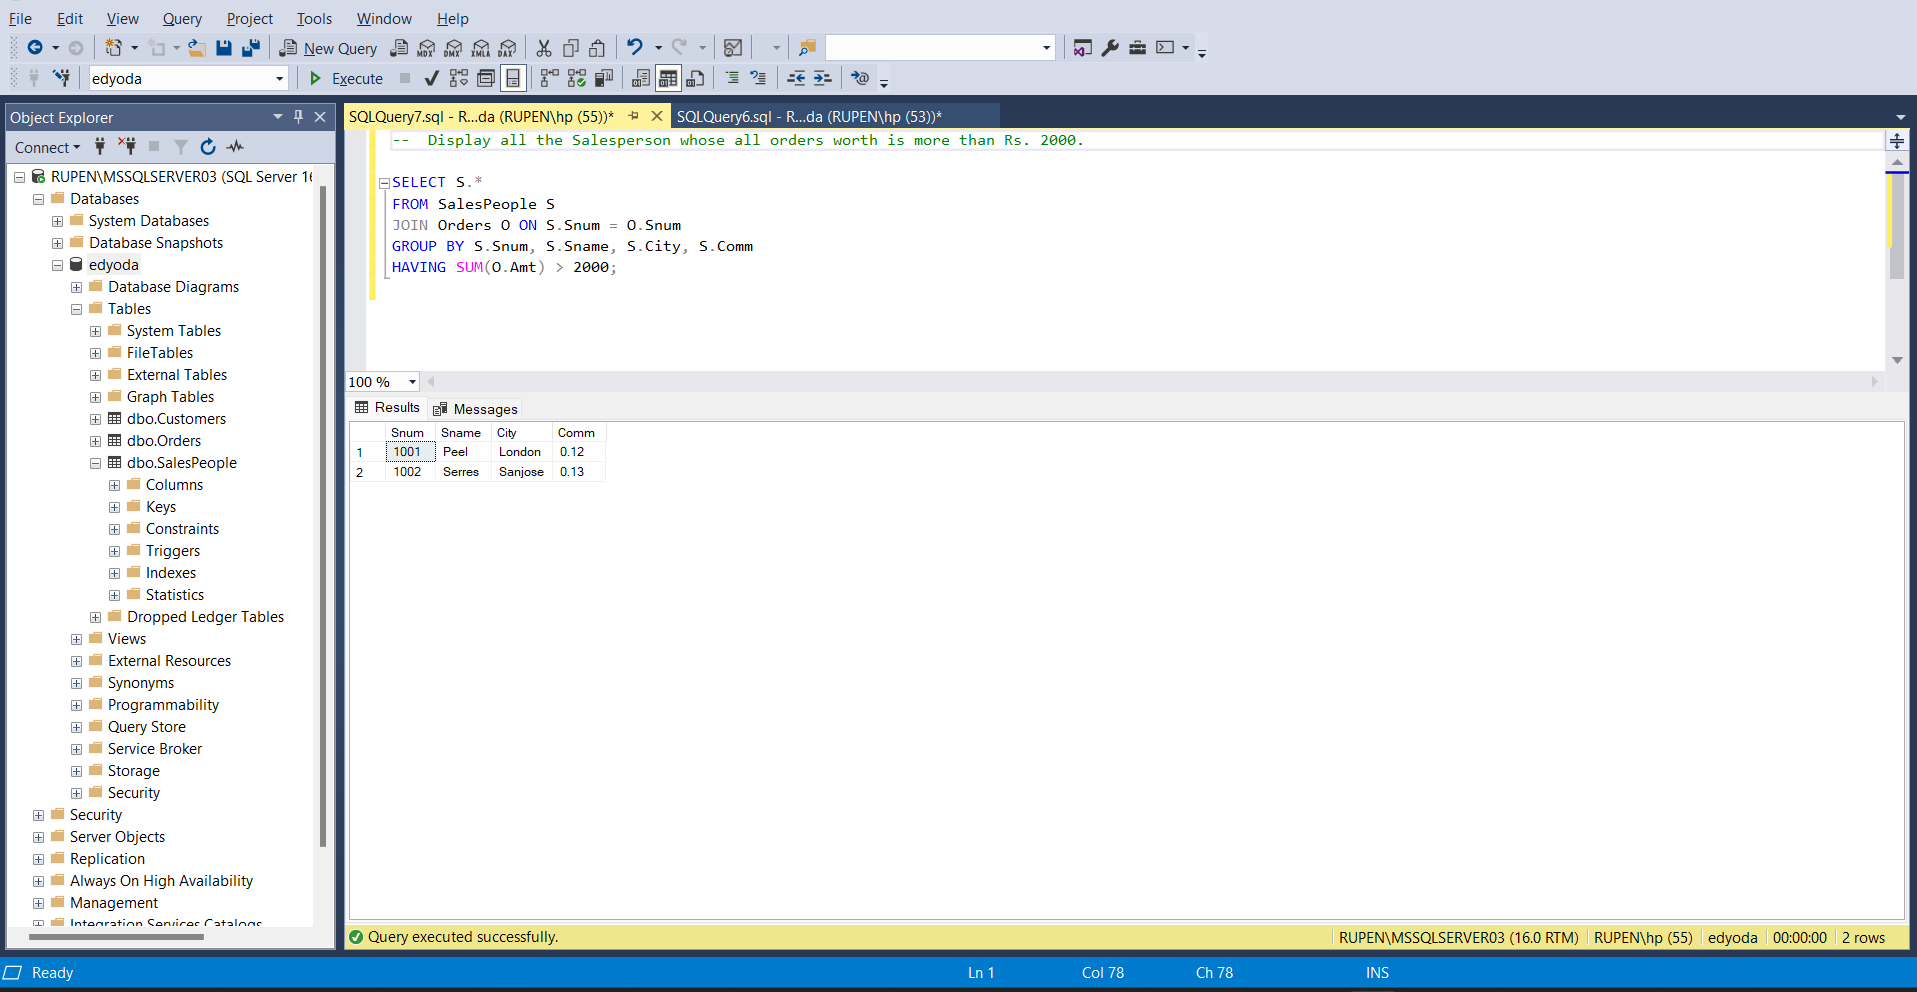 File Edit View Query Project Tools Window Help
New Query MDX DMX XMLA DAX
edyoda Execute
Object Explorer
Connect
RUPEN\MSSQLSERVER03 (SQL Server 16
Databases
System Databases
Database Snapshots
edyoda
Database Diagrams
Tables
System Tables
FileTables
External Tables
Graph Tables
dbo.Customers
dbo.Orders
dbo.SalesPeople
Columns
Keys
Constraints
Triggers
Indexes
Statistics
Dropped Ledger Tables
Views
External Resources
Synonyms
Programmability
Query Store
Service Broker
Storage
Security
Security
Server Objects
Replication
Always On High Availability
Management
Integration Services Catalogs
SQLQuery7.sql - R...da (RUPEN\hp (55))* SQLQuery6.sql - R...da (RUPEN\hp (53))*
-- Display all the Salesperson whose all orders worth is more than Rs. 2000.
SELECT S.*
FROM SalesPeople S
JOIN Orders O ON S.Snum = O.Snum
GROUP BY S.Snum, S.Sname, S.City, S.Comm
HAVING SUM(O.Amt) > 2000;
100 %
Results Messages
Snum Sname City Comm
1 1001 Peel London 0.12
2 1002 Serres Sanjose 0.13
Query executed successfully. RUPEN\MSSQLSERVER03 (16.0 RTM) RUPEN\hp (55) edyoda 00:00:00 2 rows
Ready Ln 1 Col 78 Ch 78 INS